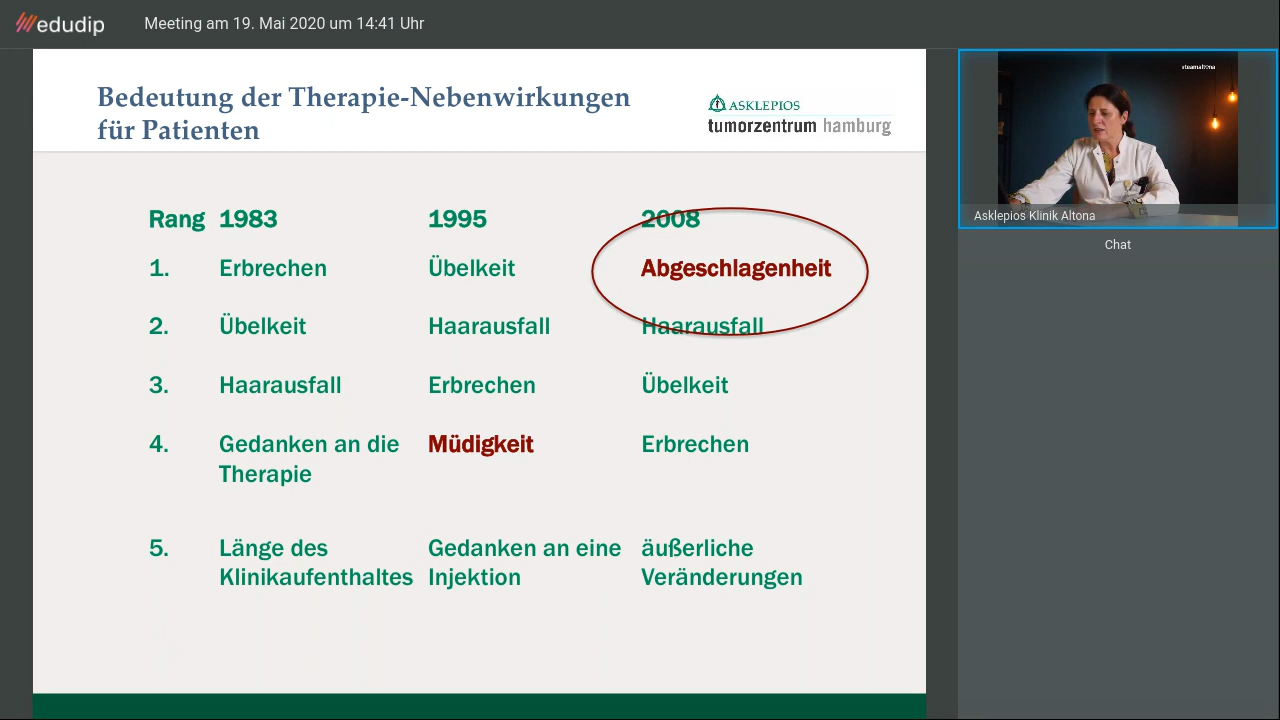 edudip
Meeting am 19. Mai 2020 um 14:41 Uhr
Bedeutung der Therapie-Nebenwirkungen
für Patienten
ASKLEPIOS
tumorzentrum hamburg
Rang 1983 1995 2008
1. Erbrechen Übelkeit Abgeschlagenheit
2. Übelkeit Haarausfall Haarausfall
3. Haarausfall Erbrechen Übelkeit
4. Gedanken an die Müdigkeit Erbrechen
Therapie
5. Länge des Gedanken an eine äußerliche
Klinikaufenthaltes Injektion Veränderungen
#teamaltona
Asklepios Klinik Altona
Chat